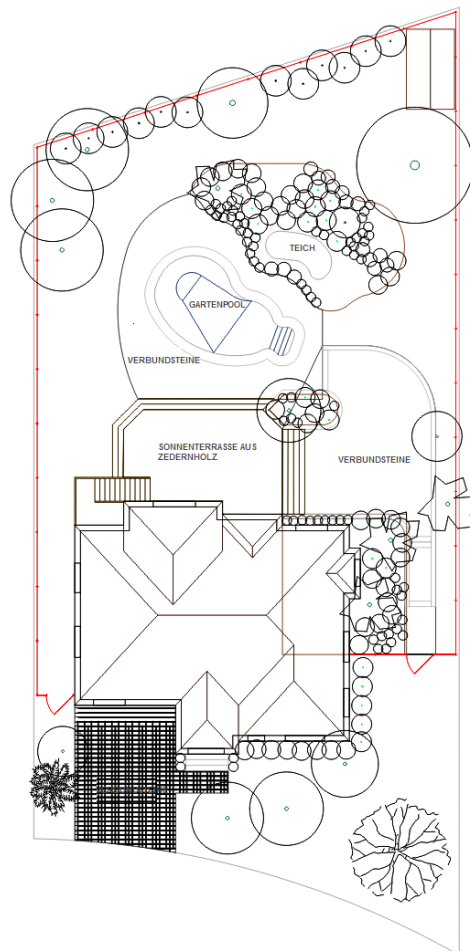 TEICH
GARTENPOOL
VERBUNDSTEINE
SONNENTERRASSE AUS
ZEDERNHOLZ
VERBUNDSTEINE